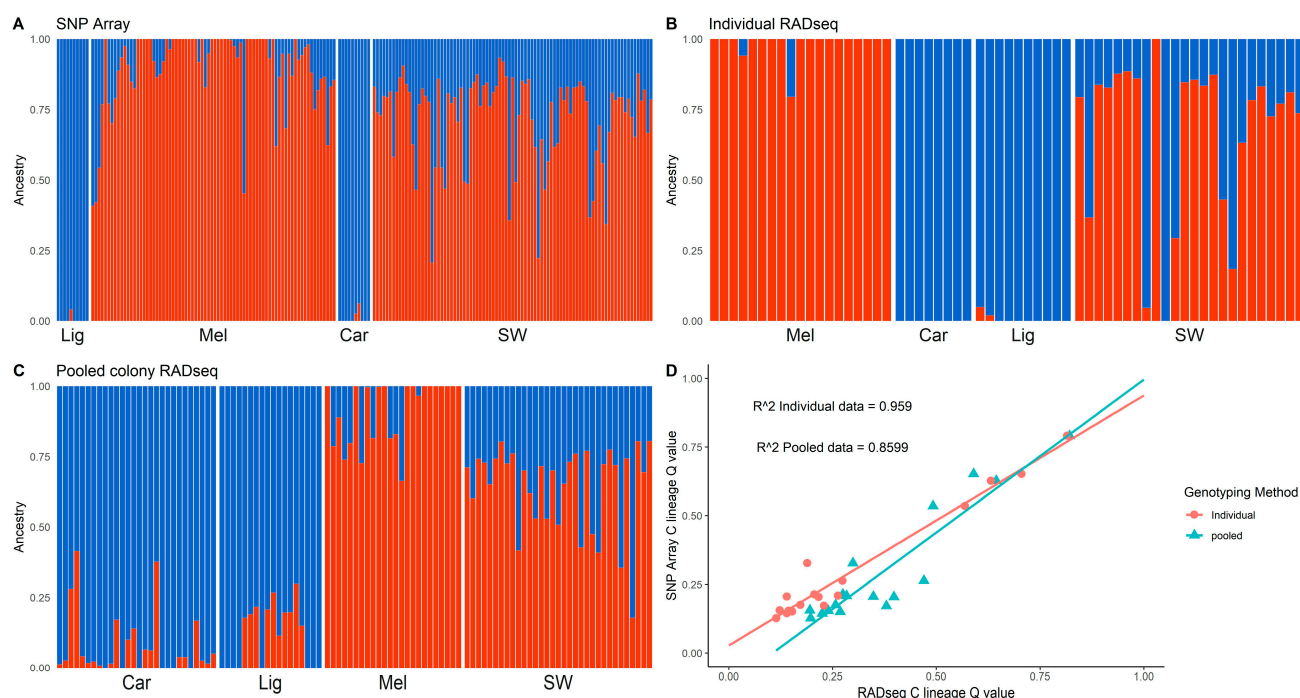 A
SNP Array
1.00
0.75
0.50
0.25
0.00
Ancestry
Lig
Mel
Car
SW
B
Individual RADseq
1.00
0.75
0.50
0.25
0.00
Ancestry
Mel
Car
Lig
SW
C
Pooled colony RADseq
1.00
0.75
0.50
0.25
0.00
Ancestry
Car
Lig
Mel
SW
D
1.00
0.75
0.50
0.25
0.00
SNP Array C lineage Q value
R^2 Individual data = 0.959
R^2 Pooled data = 0.8599
0.00
0.25
0.50
0.75
1.00
RADseq C lineage Q value
Genotyping Method
Individual
pooled